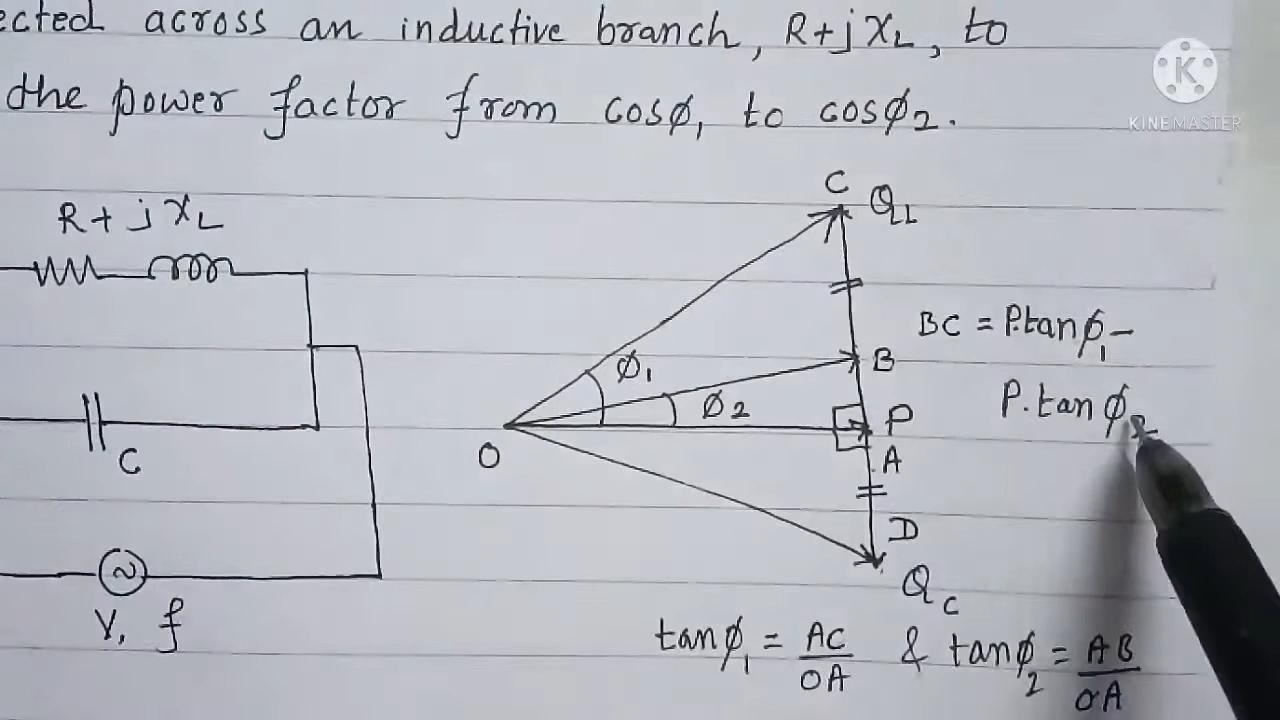 ected across an inductive branch, R+jXL, to
the power factor from cosφ1 to cosφ2.
K
KINEMASTER
R+jXL
C
V, f
C QL
BC = P.tanφ1 -
P.tanφ2
B
φ1
φ2
P
O
A
D
QC
tanφ1 = AC/OA & tanφ2 = AB/OA